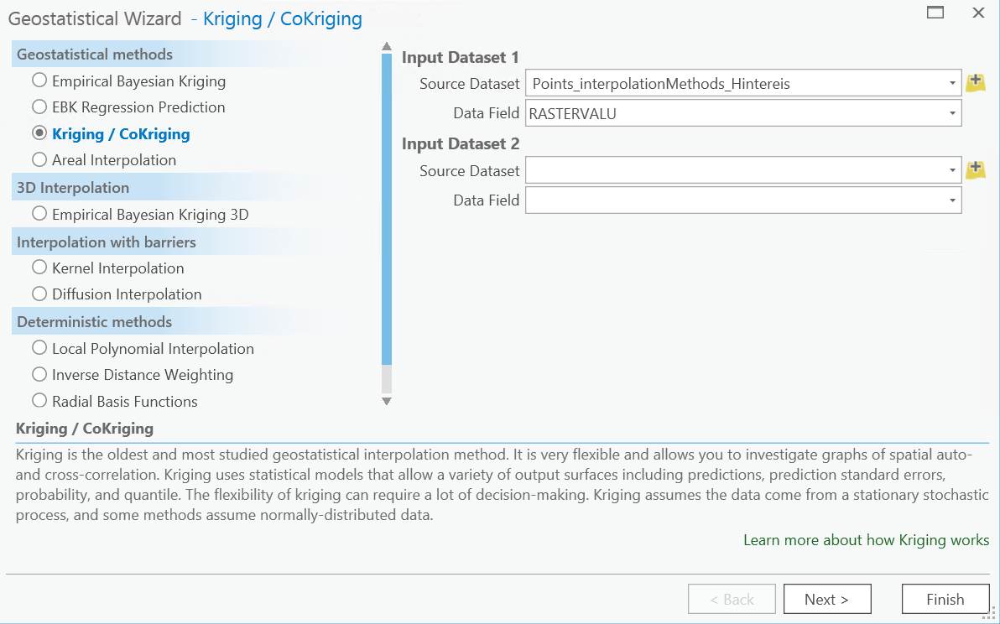 Geostatistical Wizard - Kriging / CoKriging
Geostatistical methods
Empirical Bayesian Kriging
EBK Regression Prediction
Kriging / CoKriging
Areal Interpolation
3D Interpolation
Empirical Bayesian Kriging 3D
Interpolation with barriers
Kernel Interpolation
Diffusion Interpolation
Deterministic methods
Local Polynomial Interpolation
Inverse Distance Weighting
Radial Basis Functions
Input Dataset 1
Source Dataset Points_interpolationMethods_Hintereis
Data Field RASTERVALU
Input Dataset 2
Source Dataset
Data Field
Kriging / CoKriging
Kriging is the oldest and most studied geostatistical interpolation method. It is very flexible and allows you to investigate graphs of spatial auto-
and cross-correlation. Kriging uses statistical models that allow a variety of output surfaces including predictions, prediction standard errors,
probability, and quantile. The flexibility of kriging can require a lot of decision-making. Kriging assumes the data come from a stationary stochastic
process, and some methods assume normally-distributed data.
Learn more about how Kriging works
< Back
Next >
Finish